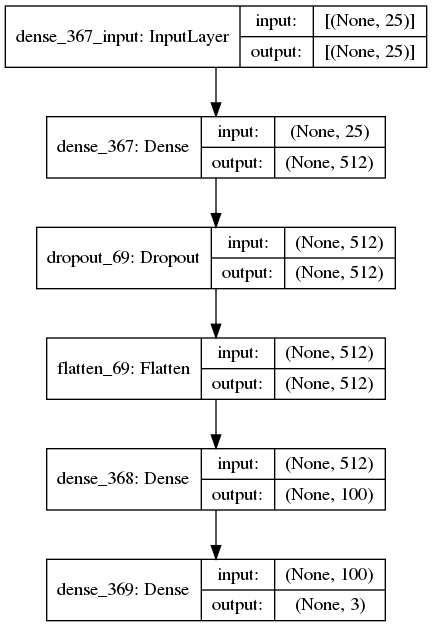 dense_367_input: InputLayer
input: [(None, 25)]
output: [(None, 25)]
dense_367: Dense
input: (None, 25)
output: (None, 512)
dropout_69: Dropout
input: (None, 512)
output: (None, 512)
flatten_69: Flatten
input: (None, 512)
output: (None, 512)
dense_368: Dense
input: (None, 512)
output: (None, 100)
dense_369: Dense
input: (None, 100)
output: (None, 3)